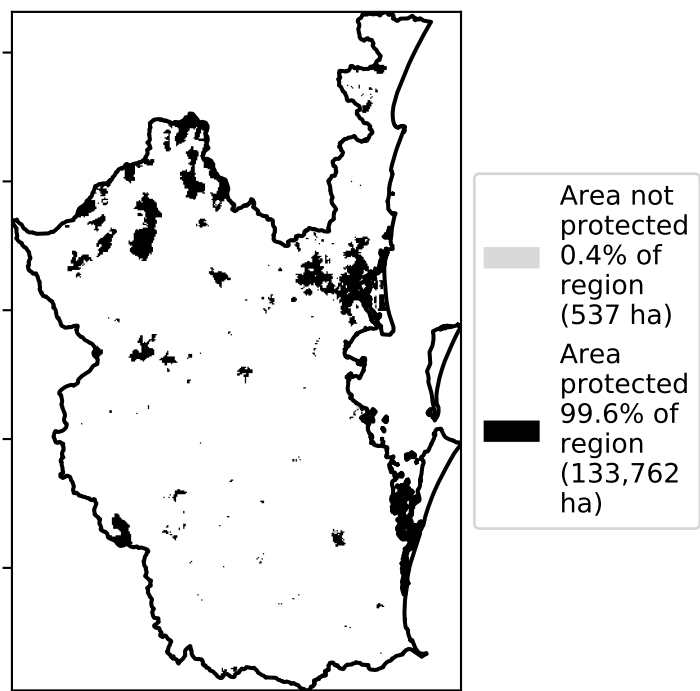 Area not
protected
0.4% of
region
(537 ha)
Area
protected
99.6% of
region
(133,762
ha)